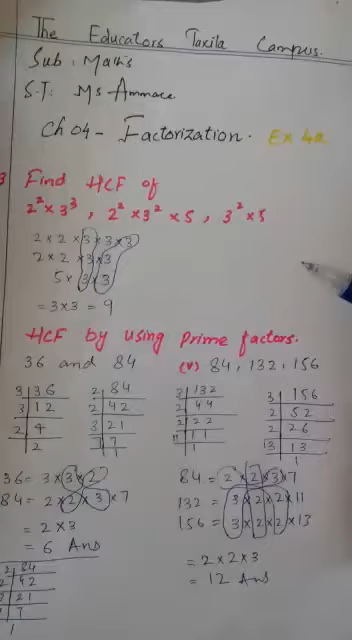 The Educators Taxila Campus.
Sub: Maths
S.T: Ms Ammara
Ch 04 - Factorization. Ex 4a
3 Find HCF of
2² × 3³, 2² × 3² × 5, 3² × 5
2 × 2 × 3 × 3 × 3
2 × 2 × 3 × 3
5 × 3 × 3
= 3 × 3 = 9
HCF by using Prime factors.
36 and 84
3 | 36
3 | 12
2 | 4
2
2 | 84
2 | 42
3 | 21
7 | 7
1
36 = 3 × 3 × 2
84 = 2 × 2 × 3 × 7
= 2 × 3
= 6 Ans
2 | 84
2 | 42
3 | 21
7
1
(v) 84, 132, 156
3 | 132
2 | 44
2 | 22
11 | 11
1
3 | 156
2 | 52
2 | 26
13 | 13
1
84 = 2 × 2 × 3 × 7
132 = 3 × 2 × 2 × 11
156 = 3 × 2 × 2 × 13
= 2 × 2 × 3
= 12 Ans